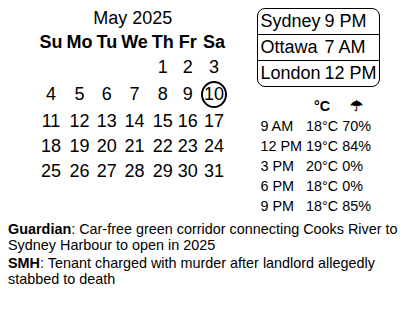 May 2025
Su Mo Tu We Th Fr Sa
1 2 3
4 5 6 7 8 9 10
11 12 13 14 15 16 17
18 19 20 21 22 23 24
25 26 27 28 29 30 31
Sydney 9 PM
Ottawa 7 AM
London 12 PM
°C ☂
9 AM 18°C 70%
12 PM 19°C 84%
3 PM 20°C 0%
6 PM 18°C 0%
9 PM 18°C 85%
Guardian: Car-free green corridor connecting Cooks River to
Sydney Harbour to open in 2025
SMH: Tenant charged with murder after landlord allegedly
stabbed to death